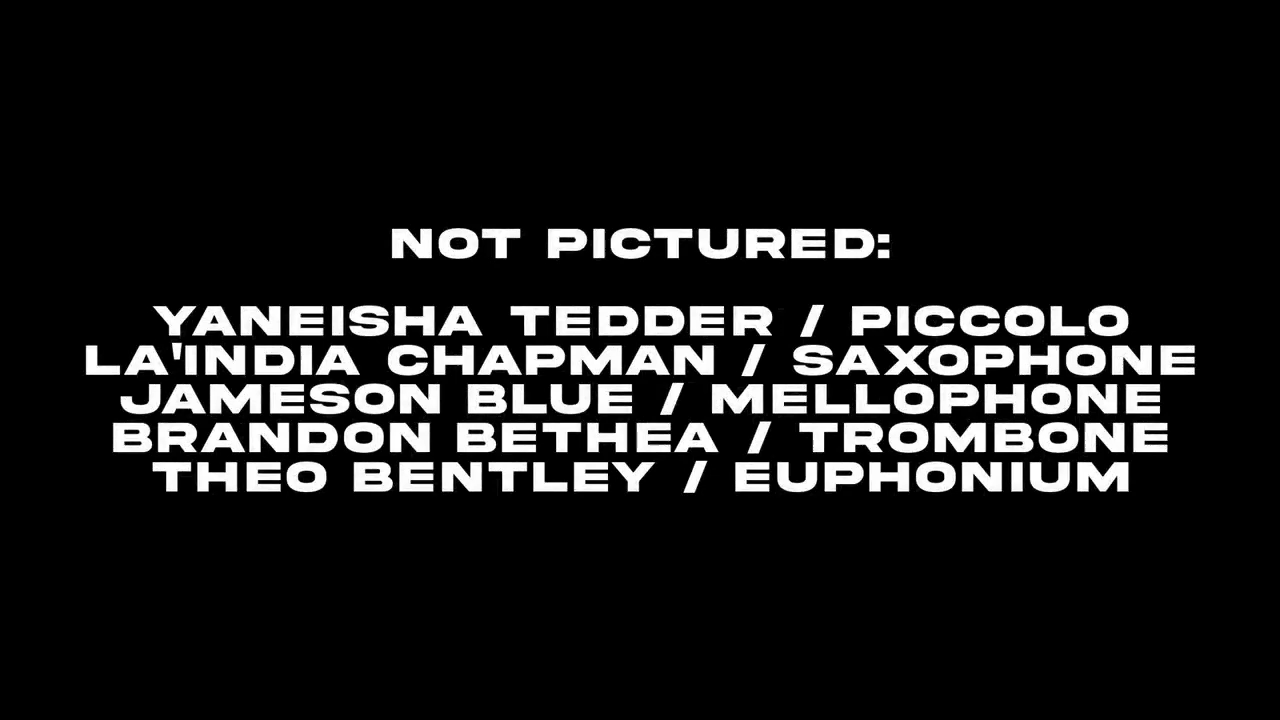 NOT PICTURED:
YANEISHA TEDDER / PICCOLO
LA'INDIA CHAPMAN / SAXOPHONE
JAMESON BLUE / MELLOPHONE
BRANDON BETHEA / TROMBONE
THEO BENTLEY / EUPHONIUM